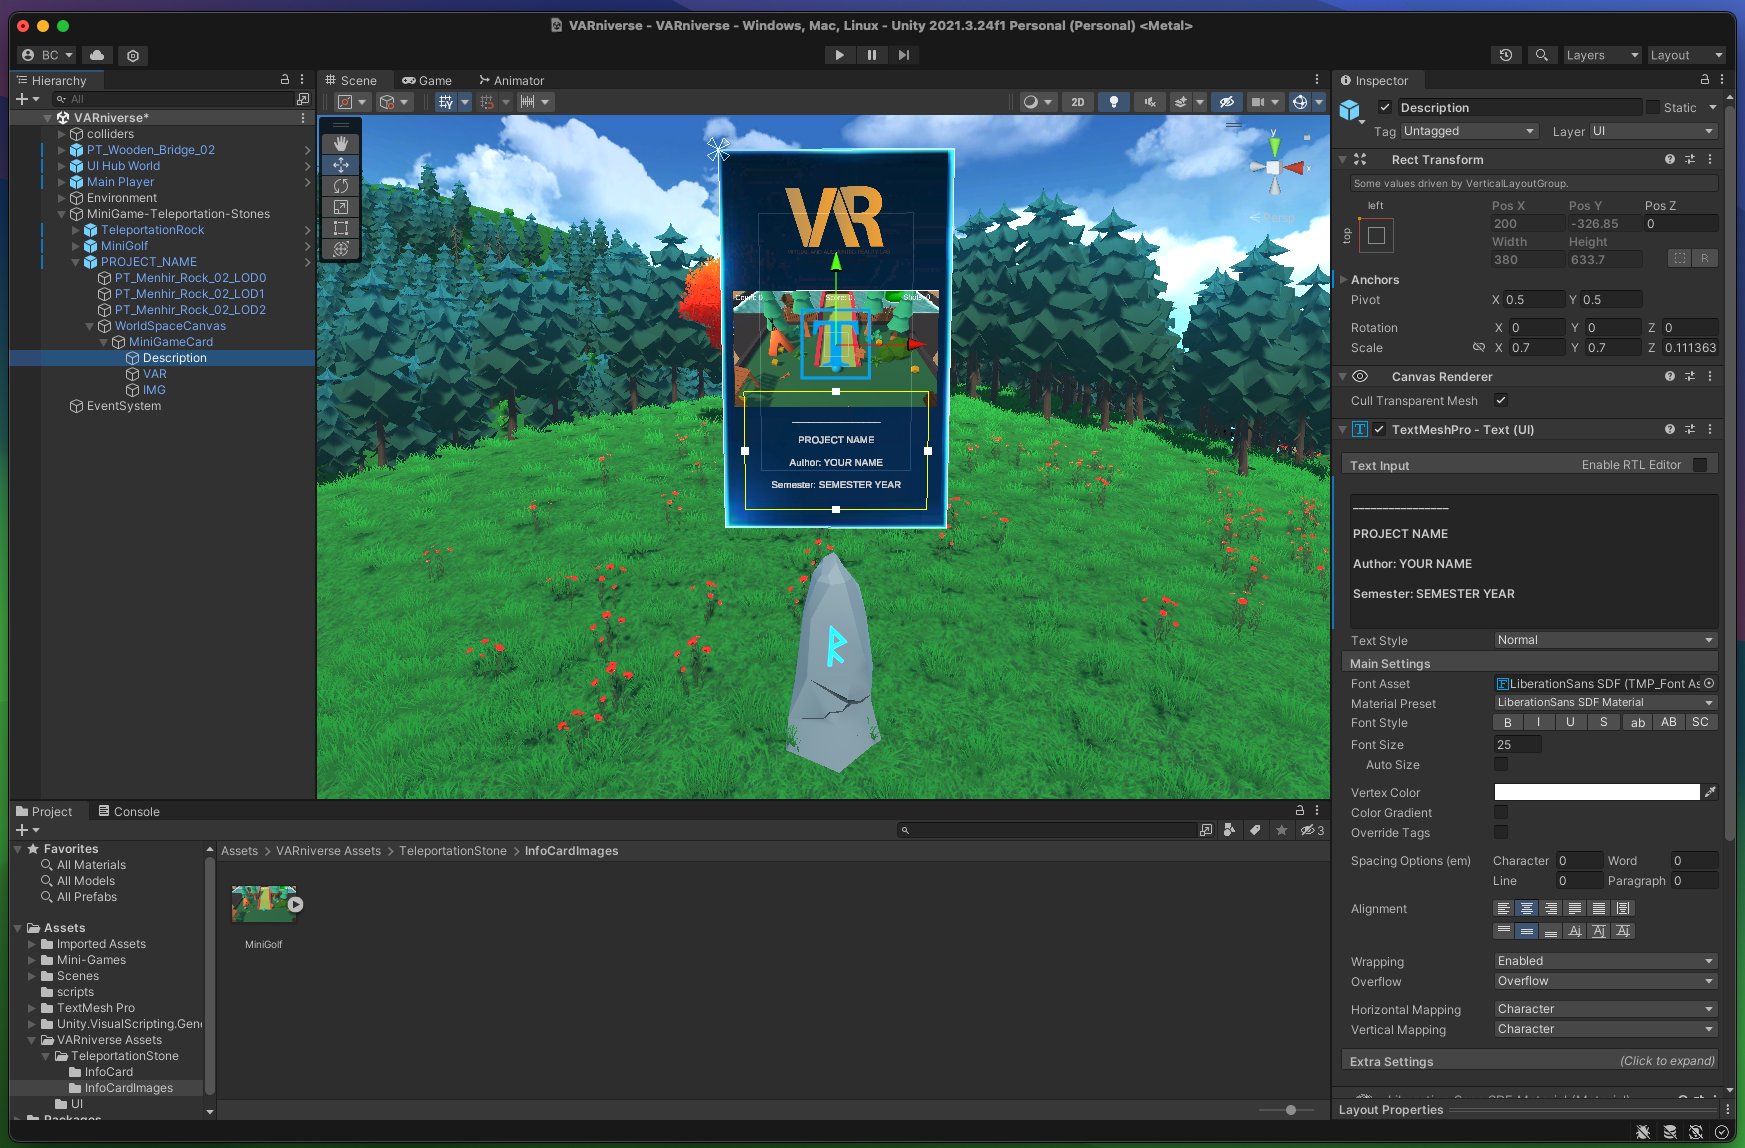 VARniverse - VARniverse - Windows, Mac, Linux - Unity 2021.3.24f1 Personal (Personal) <Metal>
BC
Layers
Layout
Hierarchy
All
VARniverse*
colliders
PT_Wooden_Bridge_02
UI Hub World
Main Player
Environment
MiniGame-Teleportation-Stones
TeleportationRock
MiniGolf
PROJECT_NAME
PT_Menhir_Rock_02_LOD0
PT_Menhir_Rock_02_LOD1
PT_Menhir_Rock_02_LOD2
WorldSpaceCanvas
MiniGameCard
Description
VAR
IMG
EventSystem
Scene
Game
Animator
2D
y
x
Persp
VAR
Score: 0
Shots: 0
PROJECT NAME
Author: YOUR NAME
Semester: SEMESTER YEAR
Inspector
Description
Static
Tag
Untagged
Layer
UI
Rect Transform
Some values driven by VerticalLayoutGroup.
left
top
Pos X
Pos Y
Pos Z
200
-326.85
0
Width
Height
380
633.7
R
Anchors
Pivot
X 0.5
Y 0.5
Rotation
X 0
Y 0
Z 0
Scale
X 0.7
Y 0.7
Z 0.111363
Canvas Renderer
Cull Transparent Mesh
TextMeshPro - Text (UI)
Text Input
Enable RTL Editor
________________
PROJECT NAME
Author: YOUR NAME
Semester: SEMESTER YEAR
Text Style
Normal
Main Settings
Font Asset
LiberationSans SDF (TMP_Font As
Material Preset
LiberationSans SDF Material
Font Style
B I U S ab AB SC
Font Size
25
Auto Size
Vertex Color
Color Gradient
Override Tags
Spacing Options (em)
Character 0
Word 0
Line 0
Paragraph 0
Alignment
Wrapping
Enabled
Overflow
Overflow
Horizontal Mapping
Character
Vertical Mapping
Character
Extra Settings
(Click to expand)
Layout Properties
Project
Console
3
Favorites
All Materials
All Models
All Prefabs
Assets
Imported Assets
Mini-Games
Scenes
scripts
TextMesh Pro
Unity.VisualScripting.Gene
VARniverse Assets
TeleportationStone
InfoCard
InfoCardImages
UI
Packages
Assets > VARniverse Assets > TeleportationStone > InfoCardImages
MiniGolf